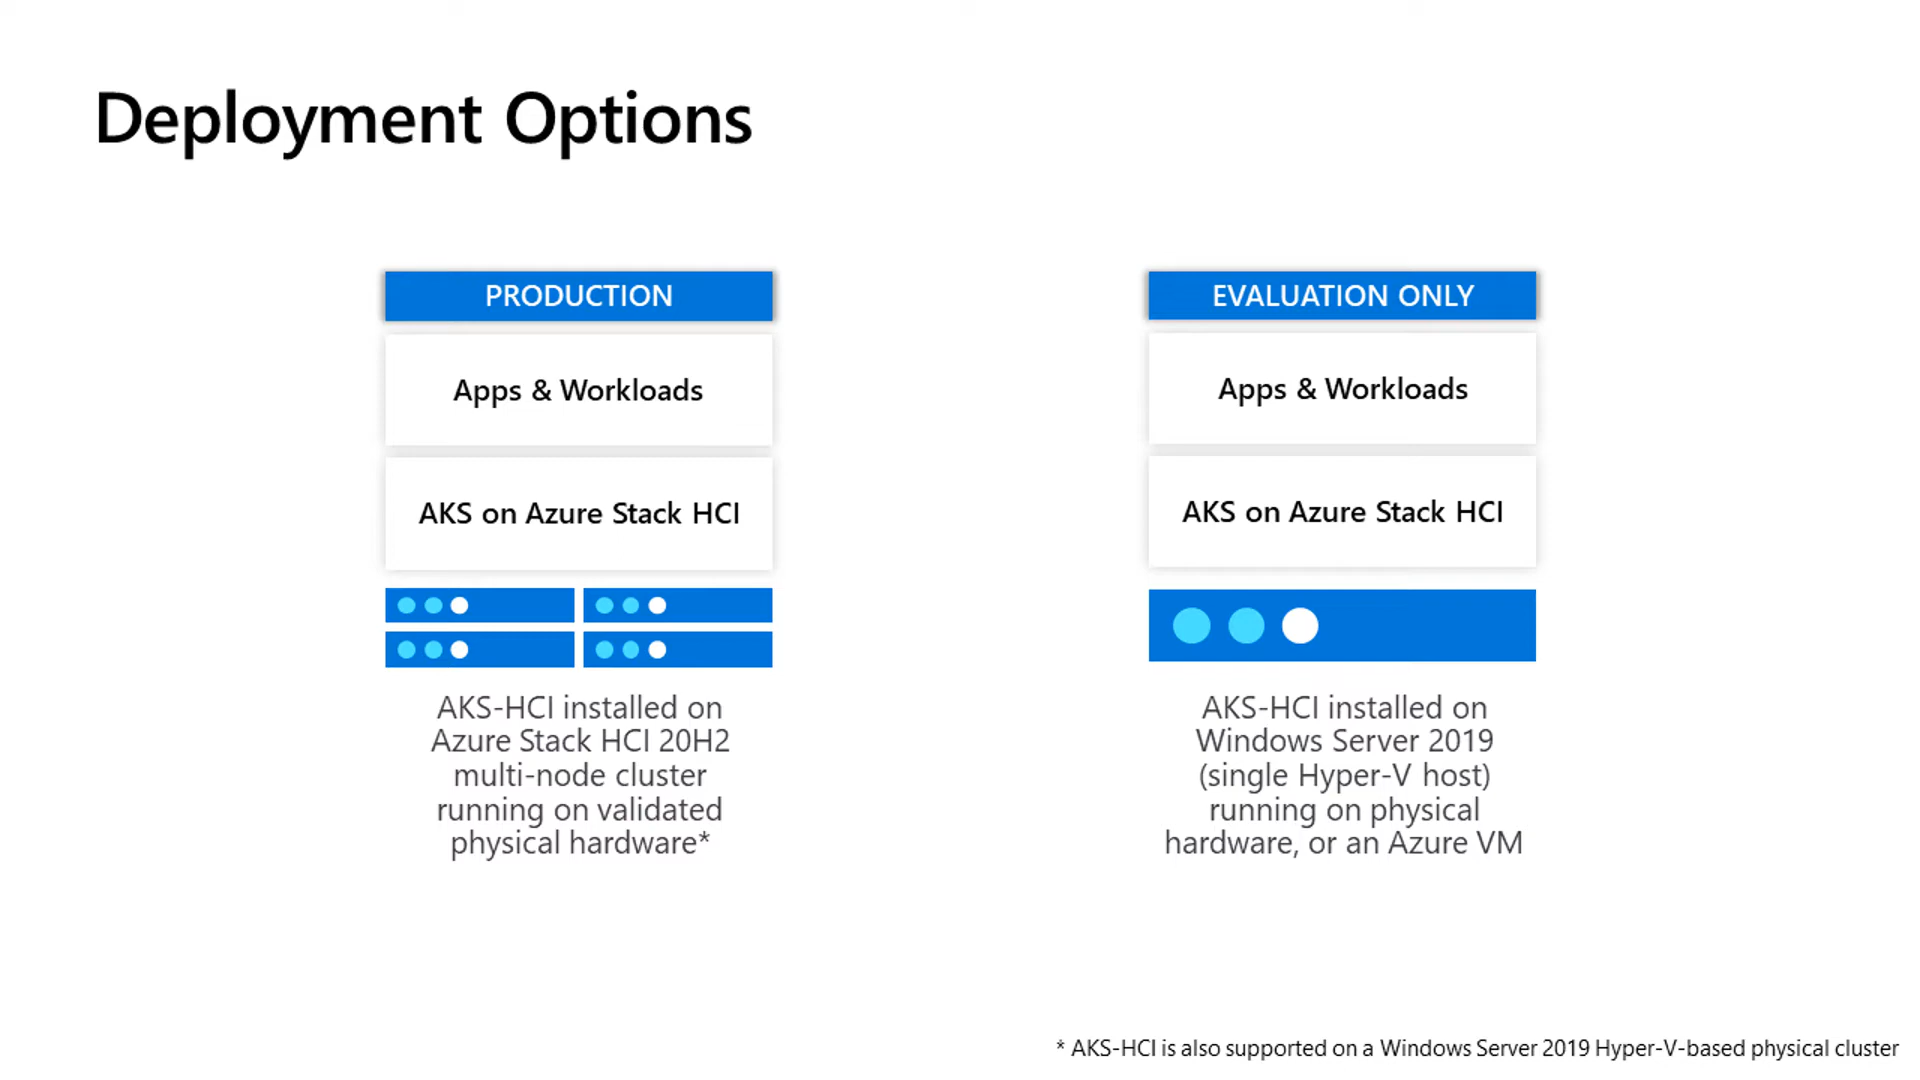 Deployment Options
PRODUCTION
Apps & Workloads
AKS on Azure Stack HCI
AKS-HCI installed on
Azure Stack HCI 20H2
multi-node cluster
running on validated
physical hardware*
EVALUATION ONLY
Apps & Workloads
AKS on Azure Stack HCI
AKS-HCI installed on
Windows Server 2019
(single Hyper-V host)
running on physical
hardware, or an Azure VM
* AKS-HCI is also supported on a Windows Server 2019 Hyper-V-based physical cluster